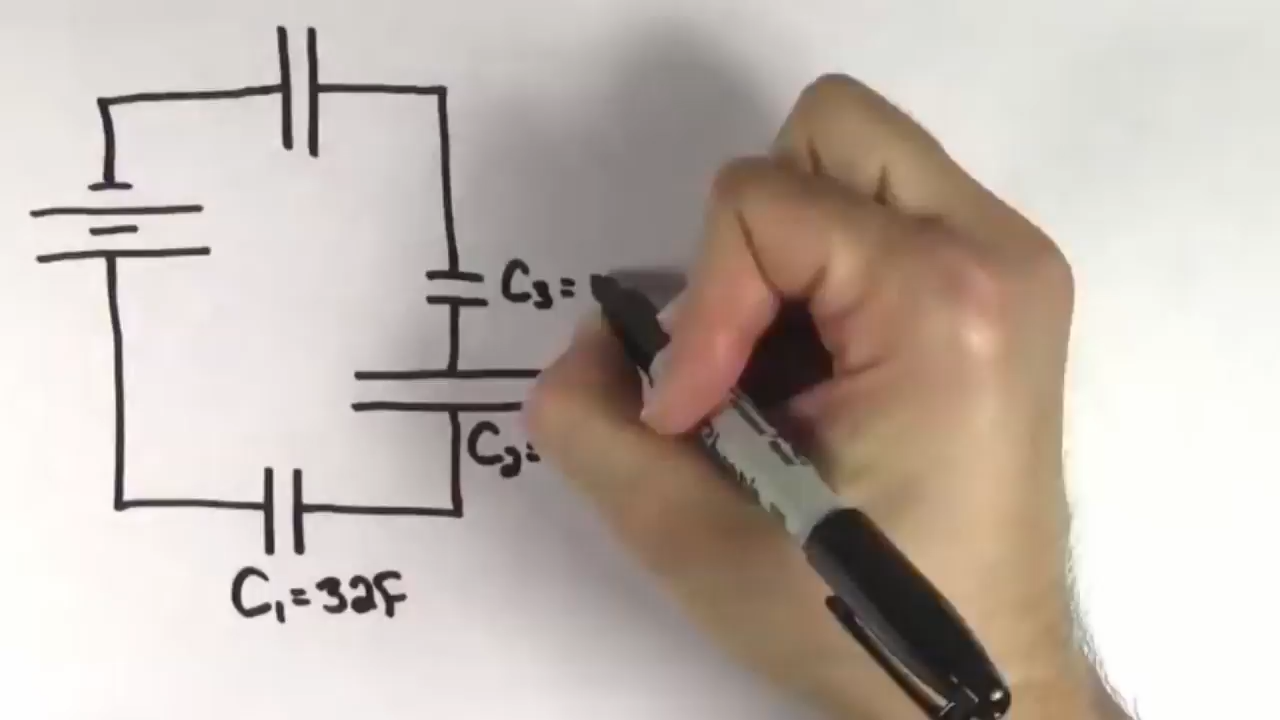 C₃=
C₂=
C₁=32F